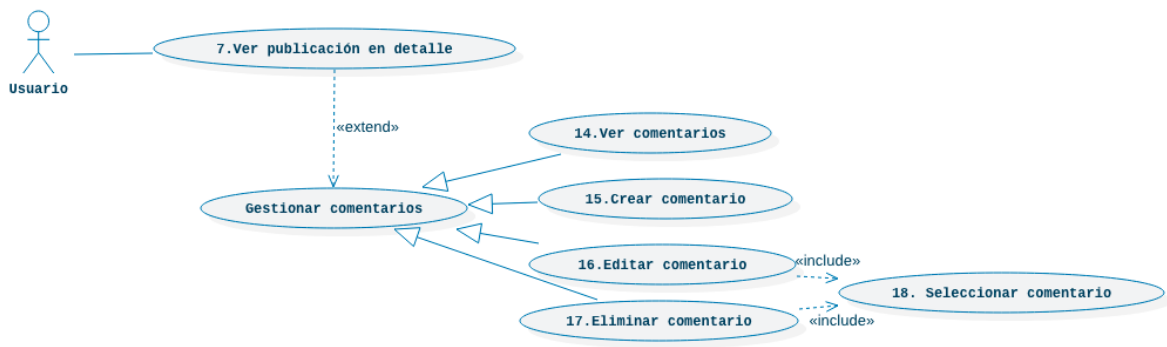 7.Ver publicación en detalle
Usuario
«extend»
14.Ver comentarios
15.Crear comentario
Gestionar comentarios
16.Editar comentario
«include»
18. Seleccionar comentario
17.Eliminar comentario
«include»